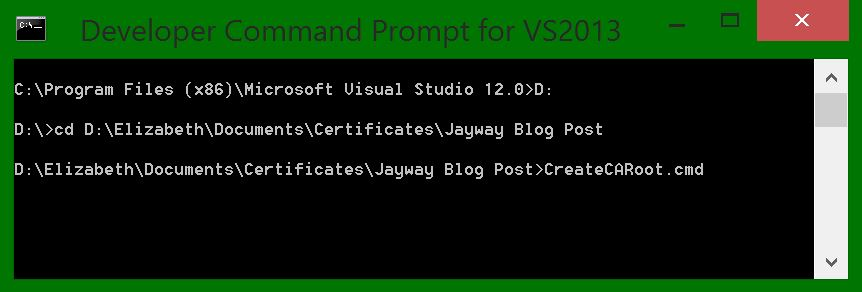 Developer Command Prompt for VS2013
C:\Program Files (x86)\Microsoft Visual Studio 12.0>D:
D:\>cd D:\Elizabeth\Documents\Certificates\Jayway Blog Post
D:\Elizabeth\Documents\Certificates\Jayway Blog Post>CreateCARoot.cmd